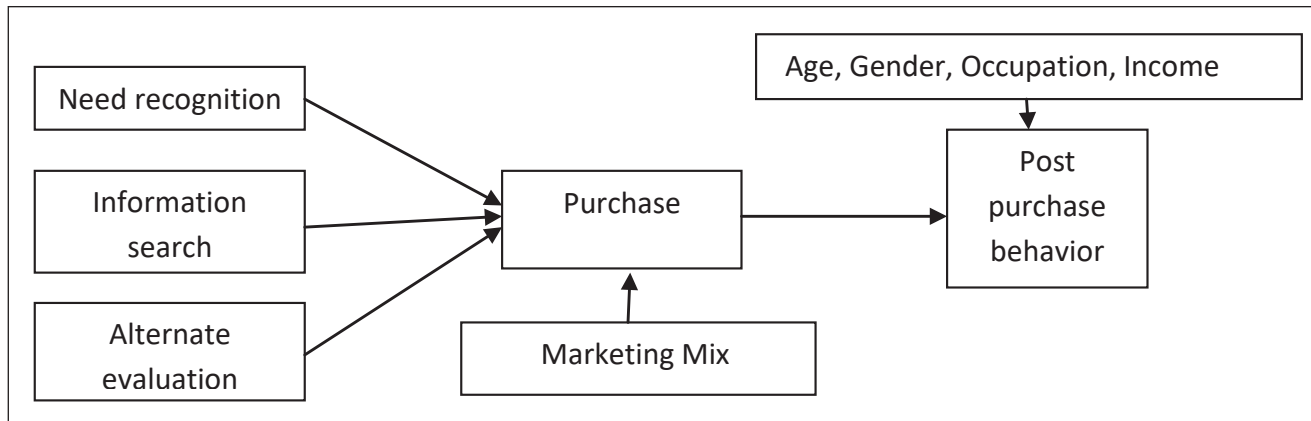 Need recognition
Information
search
Alternate
evaluation
Purchase
Marketing Mix
Age, Gender, Occupation, Income
Post
purchase
behavior